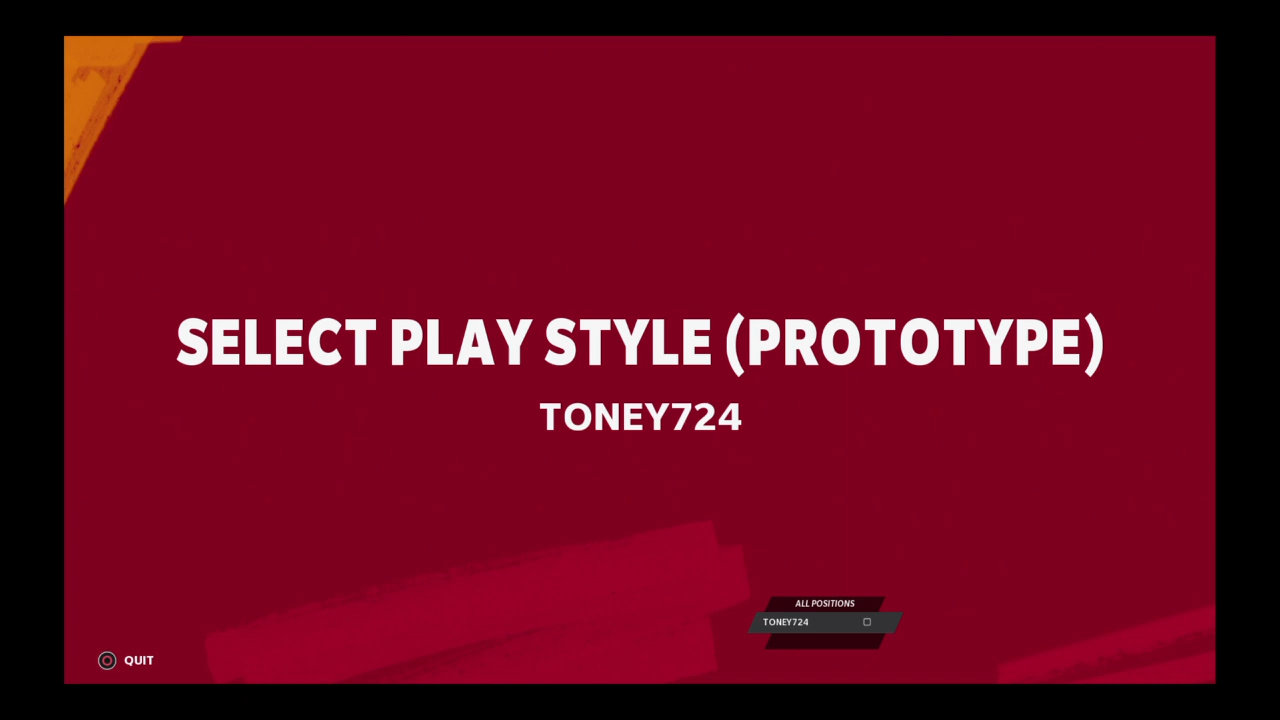 SELECT PLAY STYLE (PROTOTYPE)
TONEY724
ALL POSITIONS
TONEY724
QUIT